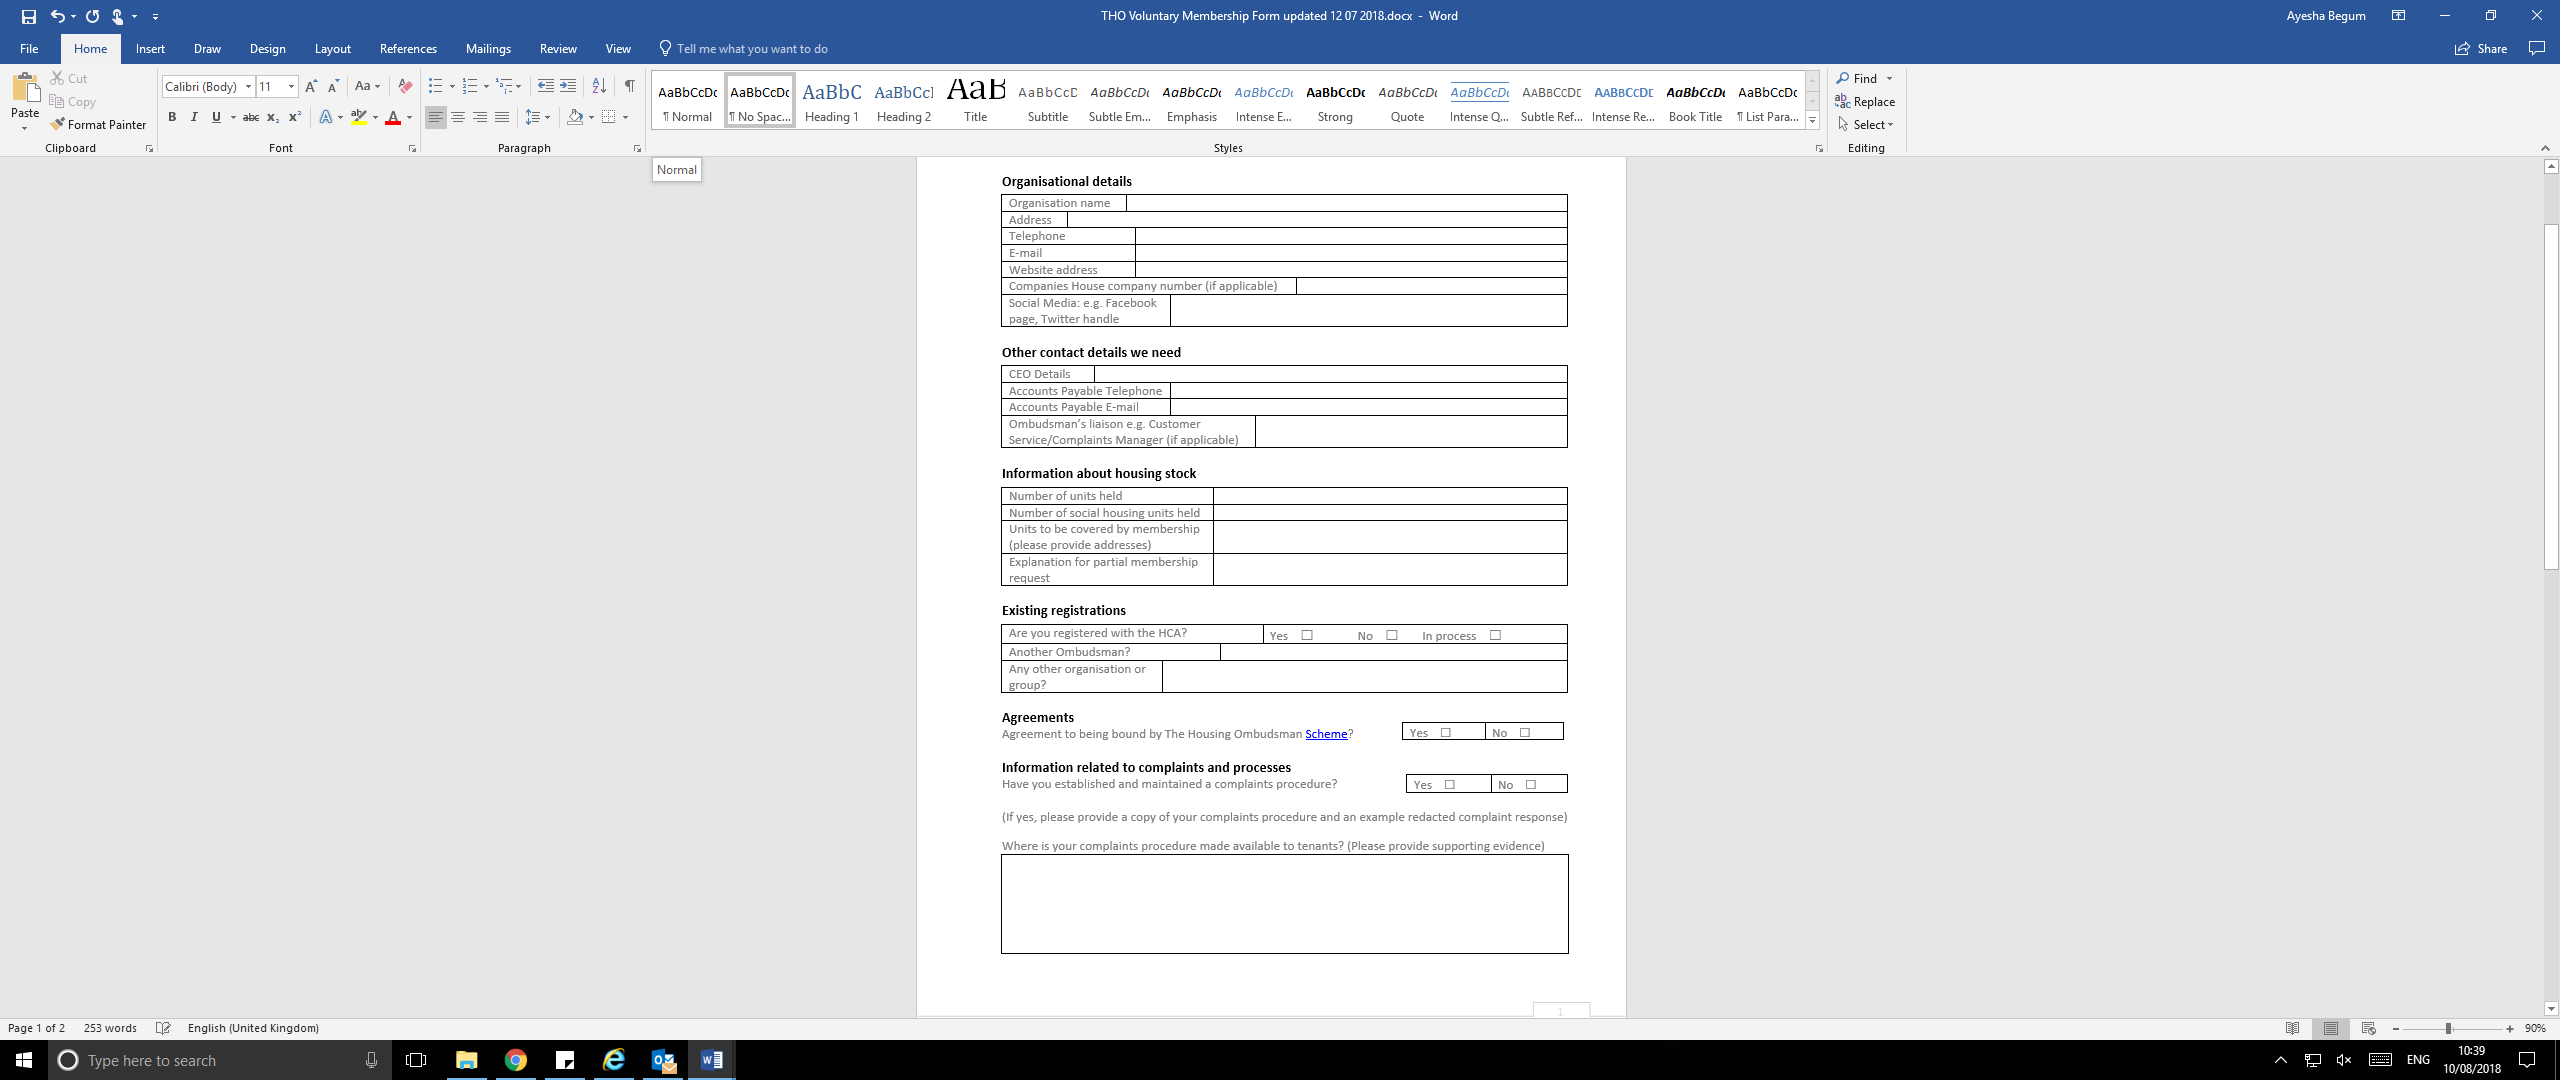 THO Voluntary Membership Form updated 12 07 2018.docx - Word
Ayesha Begum
File Home Insert Draw Design Layout References Mailings Review View Tell me what you want to do
Share
Paste
Cut
Copy
Format Painter
Clipboard
Calibri (Body) 11
Font
Paragraph
AaBbCcDc AaBbCcDc AaBbC AaBbCcI AaB AaBbCcD AaBbCcDc AaBbCcDc AaBbCcDc AaBbCcDc AaBbCcDc AaBbCcDc AABBCCDE AABBCCDE AaBbCcDc AaBbCcDc
¶ Normal ¶ No Spac... Heading 1 Heading 2 Title Subtitle Subtle Em... Emphasis Intense E... Strong Quote Intense Q... Subtle Ref... Intense Re... Book Title ¶ List Para...
Styles
Find
Replace
Select
Editing
Normal
Organisational details
Organisation name
Address
Telephone
E-mail
Website address
Companies House company number (if applicable)
Social Media: e.g. Facebook
page, Twitter handle
Other contact details we need
CEO Details
Accounts Payable Telephone
Accounts Payable E-mail
Ombudsman's liaison e.g. Customer
Service/Complaints Manager (if applicable)
Information about housing stock
Number of units held
Number of social housing units held
Units to be covered by membership
(please provide addresses)
Explanation for partial membership
request
Existing registrations
Are you registered with the HCA? Yes ☐ No ☐ In process ☐
Another Ombudsman?
Any other organisation or
group?
Agreements
Agreement to being bound by The Housing Ombudsman Scheme? Yes ☐ No ☐
Information related to complaints and processes
Have you established and maintained a complaints procedure? Yes ☐ No ☐
(If yes, please provide a copy of your complaints procedure and an example redacted complaint response)
Where is your complaints procedure made available to tenants? (Please provide supporting evidence)
1
Page 1 of 2 253 words English (United Kingdom)
90%
Type here to search
ENG
10:39
10/08/2018